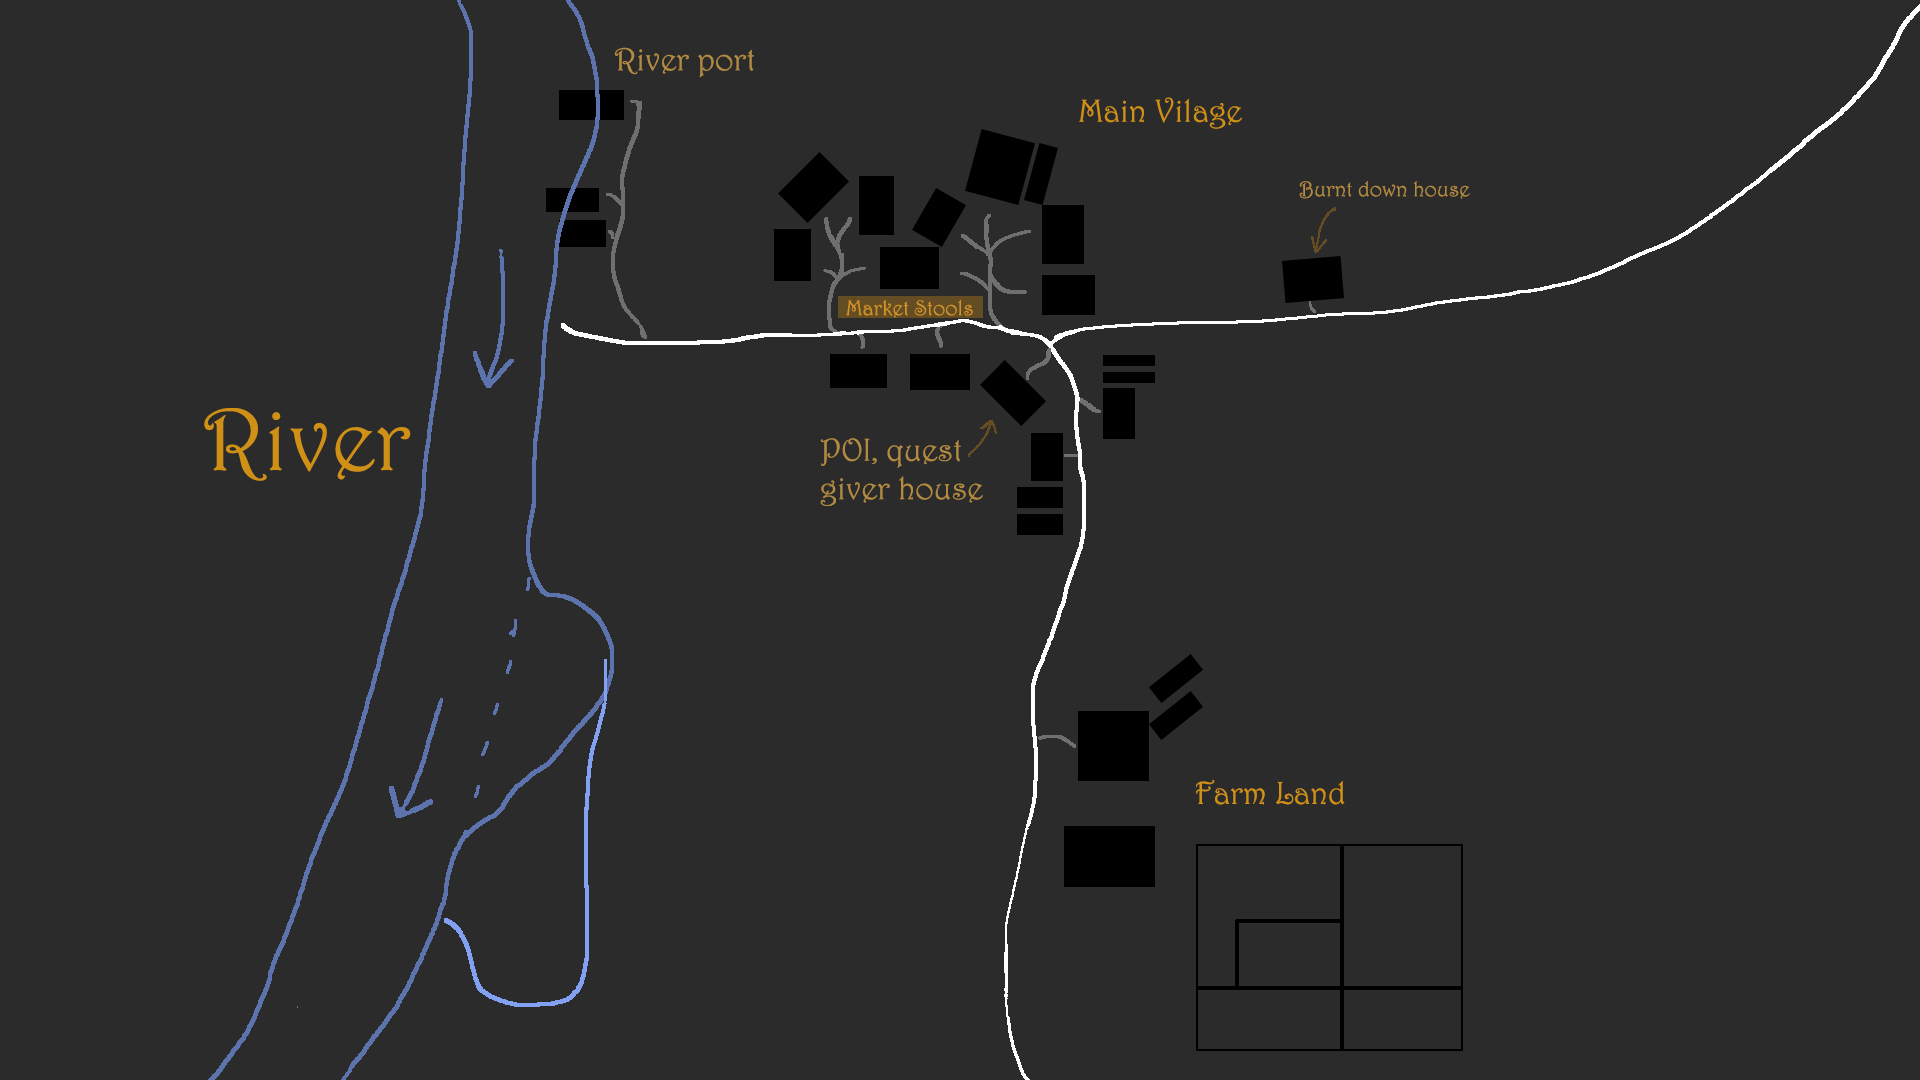 River port
Main Vilage
Burnt down house
Market Stools
River
POI, quest
giver house
Farm Land